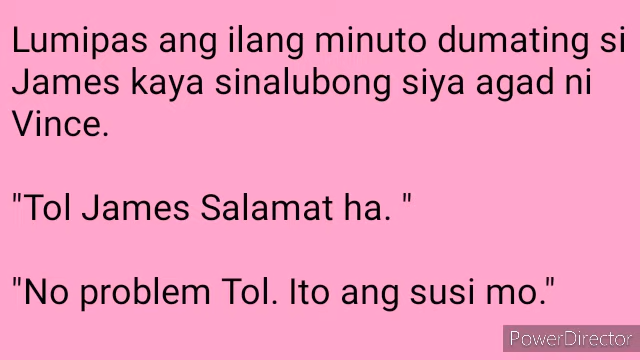 Lumipas ang ilang minuto dumating si
James kaya sinalubong siya agad ni
Vince.
"Tol James Salamat ha. "
"No problem Tol. Ito ang susi mo."
PowerDirector